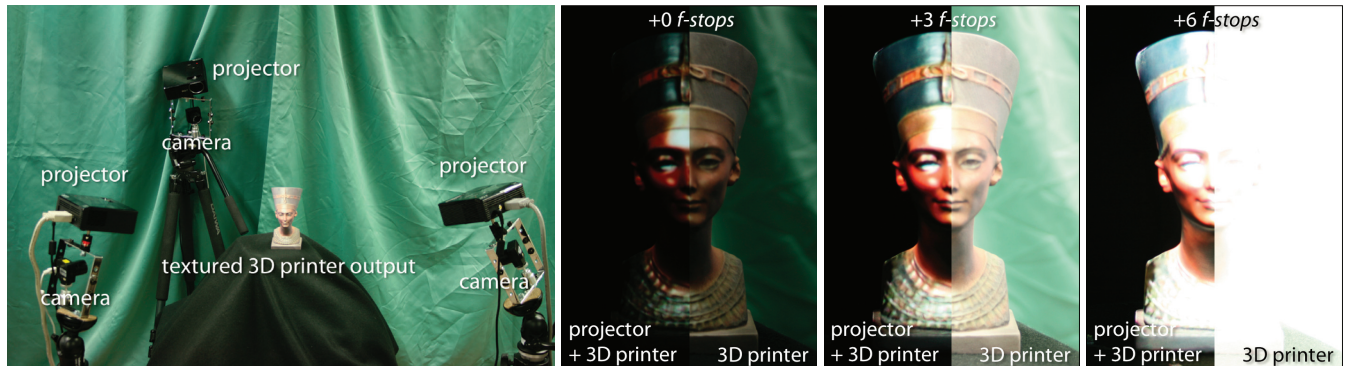 projector
camera
projector
projector
textured 3D printer output
camera
camera
+0 f-stops
projector
+ 3D printer
3D printer
+3 f-stops
projector
+ 3D printer
3D printer
+6 f-stops
projector
+ 3D printer
3D printer